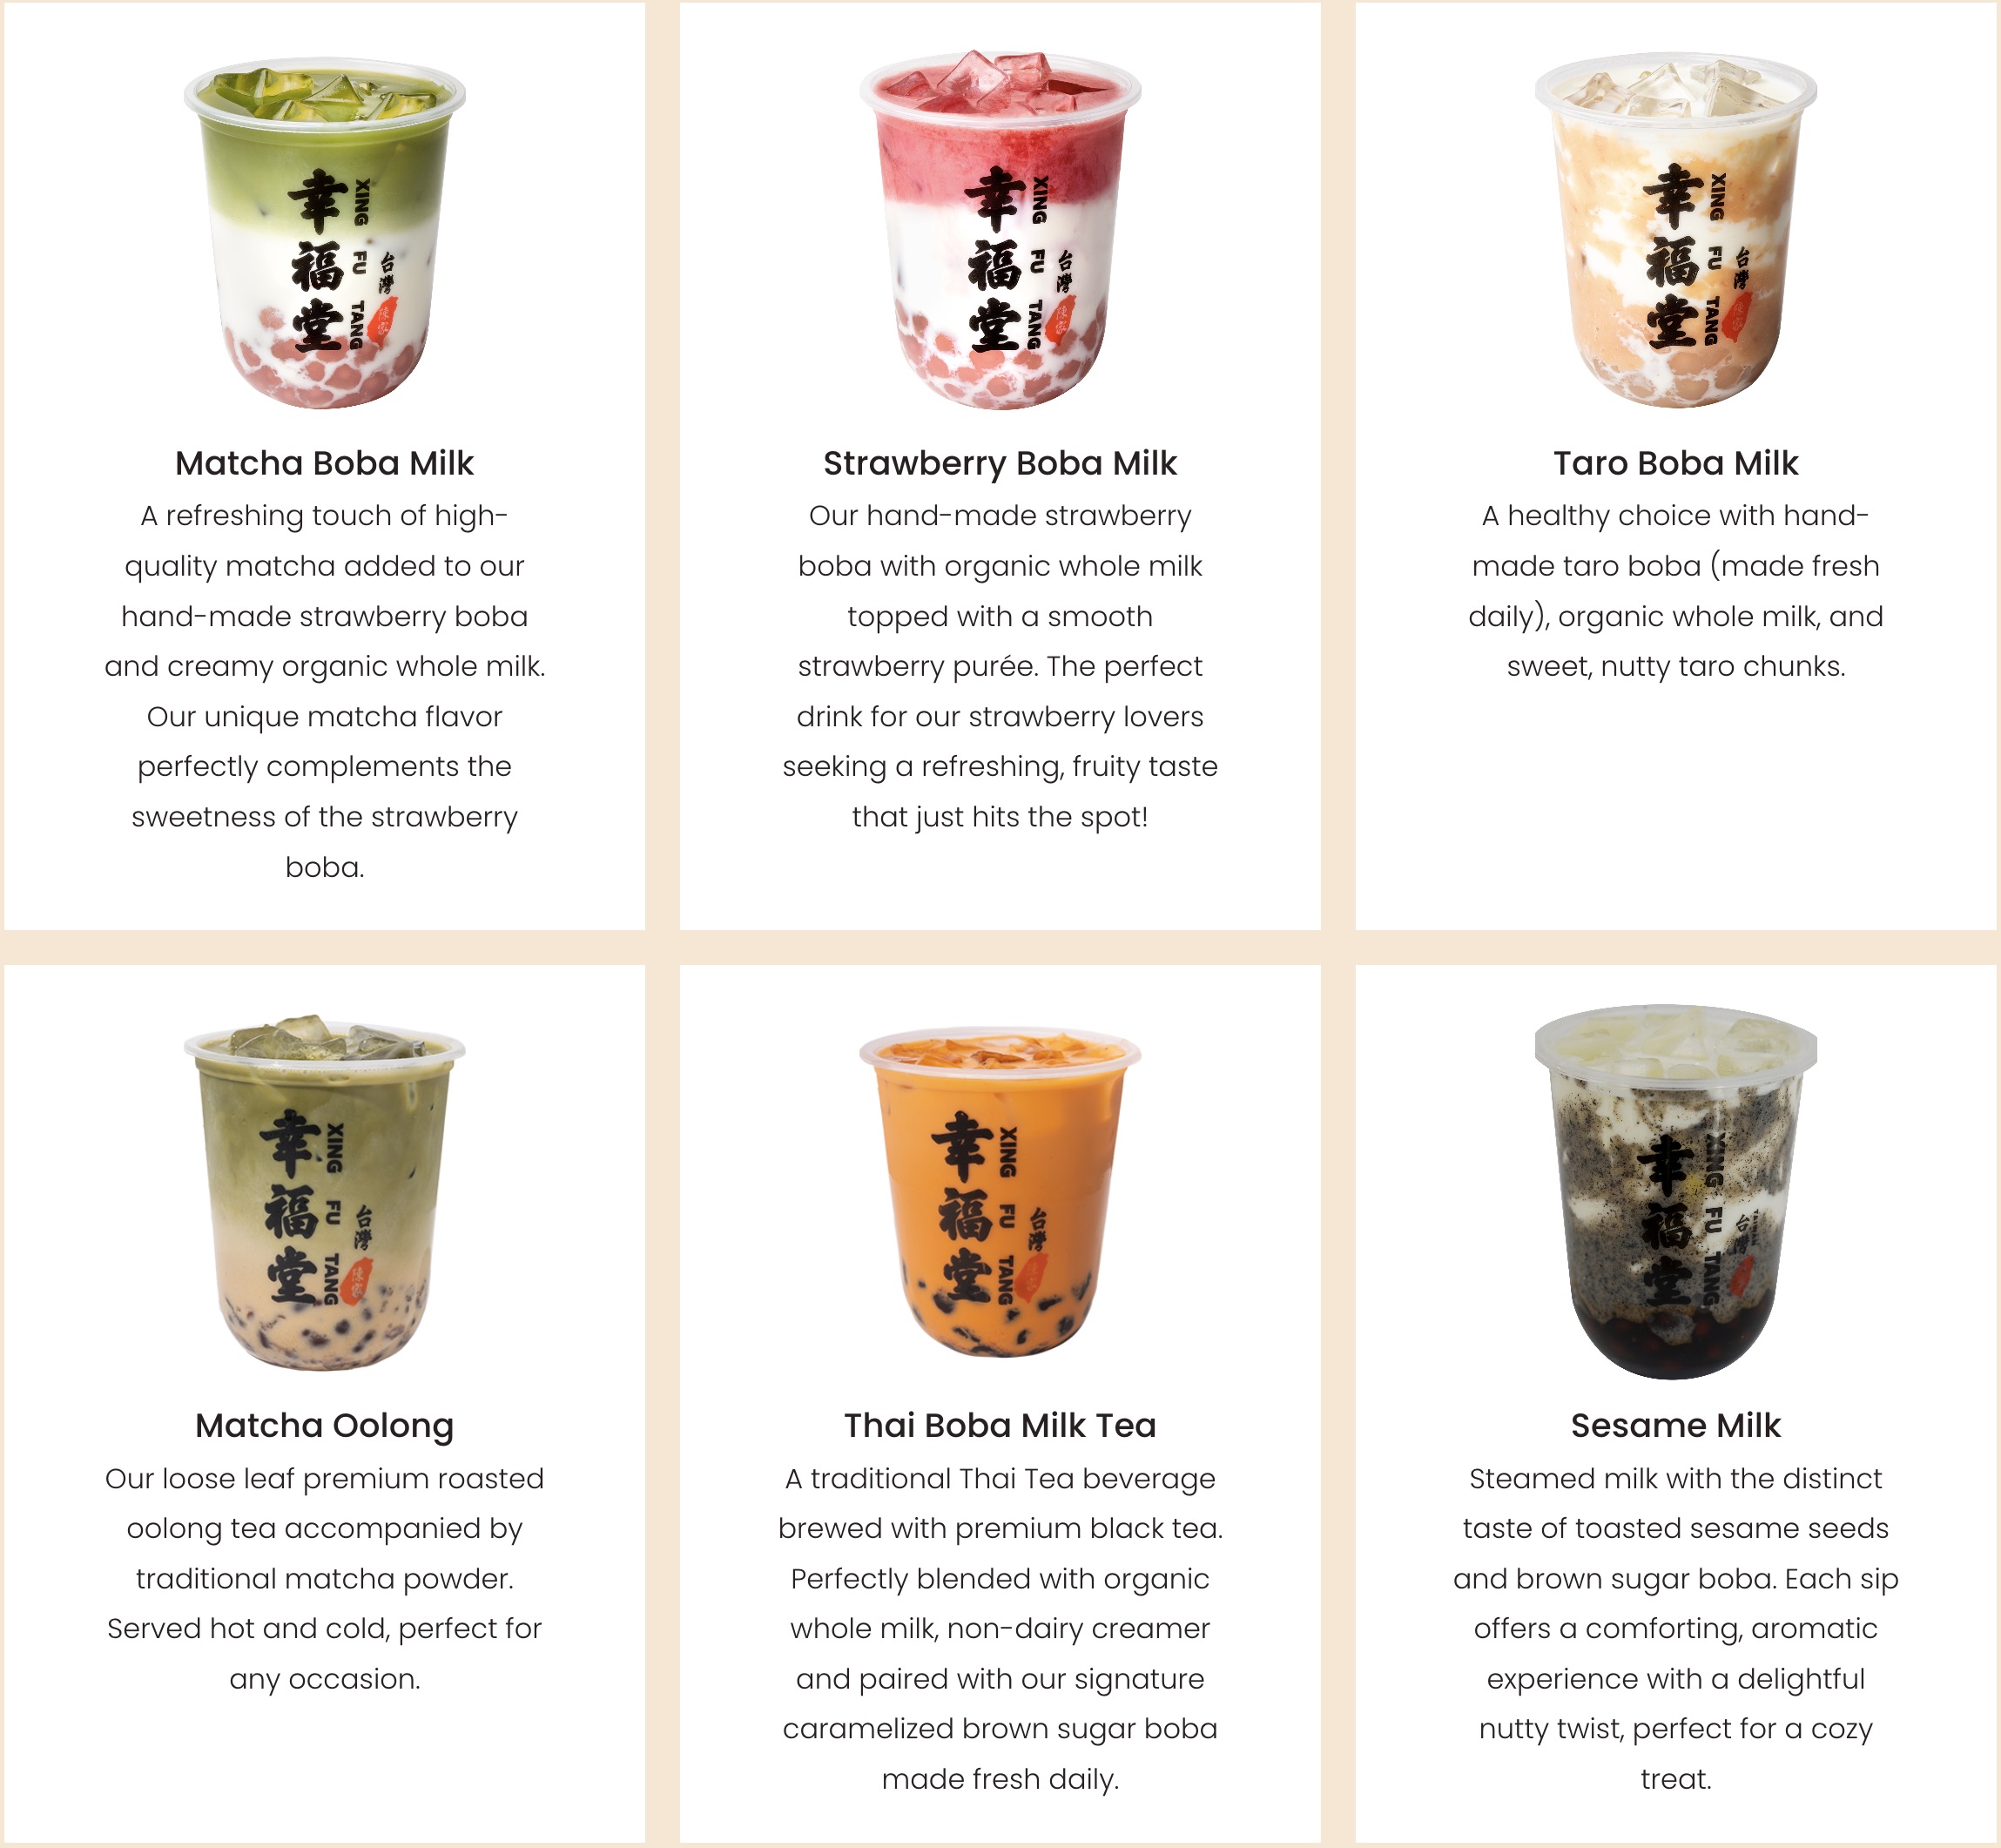 幸福堂
XING FU TANG
台灣
陳家
Matcha Boba Milk
A refreshing touch of high-
quality matcha added to our
hand-made strawberry boba
and creamy organic whole milk.
Our unique matcha flavor
perfectly complements the
sweetness of the strawberry
boba.
幸福堂
XING FU TANG
台灣
陳家
Strawberry Boba Milk
Our hand-made strawberry
boba with organic whole milk
topped with a smooth
strawberry purée. The perfect
drink for our strawberry lovers
seeking a refreshing, fruity taste
that just hits the spot!
幸福堂
XING FU TANG
台灣
陳家
Taro Boba Milk
A healthy choice with hand-
made taro boba (made fresh
daily), organic whole milk, and
sweet, nutty taro chunks.
幸福堂
XING FU TANG
台灣
陳家
Matcha Oolong
Our loose leaf premium roasted
oolong tea accompanied by
traditional matcha powder.
Served hot and cold, perfect for
any occasion.
幸福堂
XING FU TANG
台灣
Thai Boba Milk Tea
A traditional Thai Tea beverage
brewed with premium black tea.
Perfectly blended with organic
whole milk, non-dairy creamer
and paired with our signature
caramelized brown sugar boba
made fresh daily.
幸福堂
XING FU TANG
台灣
Sesame Milk
Steamed milk with the distinct
taste of toasted sesame seeds
and brown sugar boba. Each sip
offers a comforting, aromatic
experience with a delightful
nutty twist, perfect for a cozy
treat.